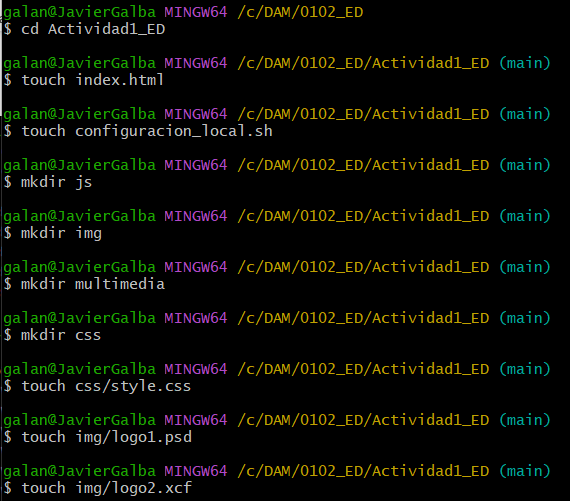 galan@JavierGalba MINGW64 /c/DAM/0102_ED
$ cd Actividad1_ED
galan@JavierGalba MINGW64 /c/DAM/0102_ED/Actividad1_ED (main)
$ touch index.html
galan@JavierGalba MINGW64 /c/DAM/0102_ED/Actividad1_ED (main)
$ touch configuracion_local.sh
galan@JavierGalba MINGW64 /c/DAM/0102_ED/Actividad1_ED (main)
$ mkdir js
galan@JavierGalba MINGW64 /c/DAM/0102_ED/Actividad1_ED (main)
$ mkdir img
galan@JavierGalba MINGW64 /c/DAM/0102_ED/Actividad1_ED (main)
$ mkdir multimedia
galan@JavierGalba MINGW64 /c/DAM/0102_ED/Actividad1_ED (main)
$ mkdir css
galan@JavierGalba MINGW64 /c/DAM/0102_ED/Actividad1_ED (main)
$ touch css/style.css
galan@JavierGalba MINGW64 /c/DAM/0102_ED/Actividad1_ED (main)
$ touch img/logo1.psd
galan@JavierGalba MINGW64 /c/DAM/0102_ED/Actividad1_ED (main)
$ touch img/logo2.xcf